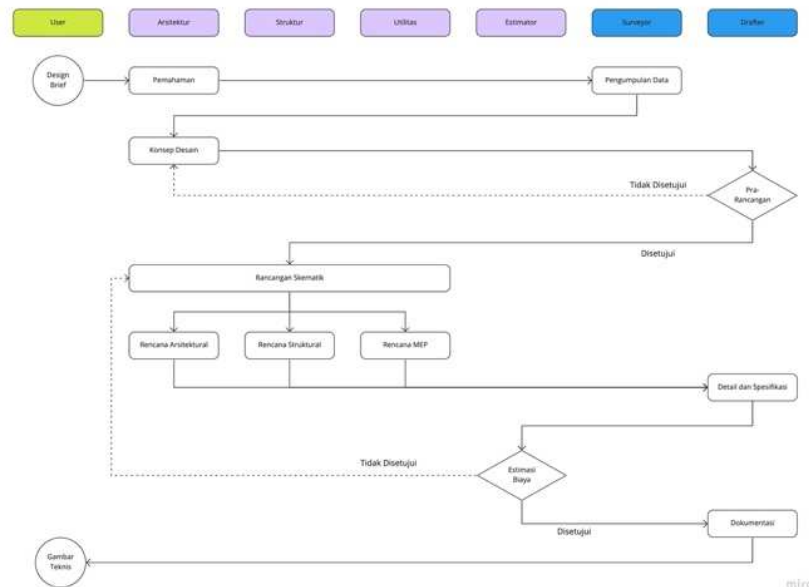 User
Arsitektur
Struktur
Utilitas
Estimator
Surveyor
Drafter
Design
Brief
Pemahaman
Pengumpulan Data
Konsep Desain
Tidak Disetujui
Pra-
Rancangan
Disetujui
Rancangan Skematik
Rencana Arsitektural
Rencana Struktural
Rencana MEP
Detail dan Spesifikasi
Tidak Disetujui
Estimasi
Biaya
Disetujui
Dokumentasi
Gambar
Teknis
miro